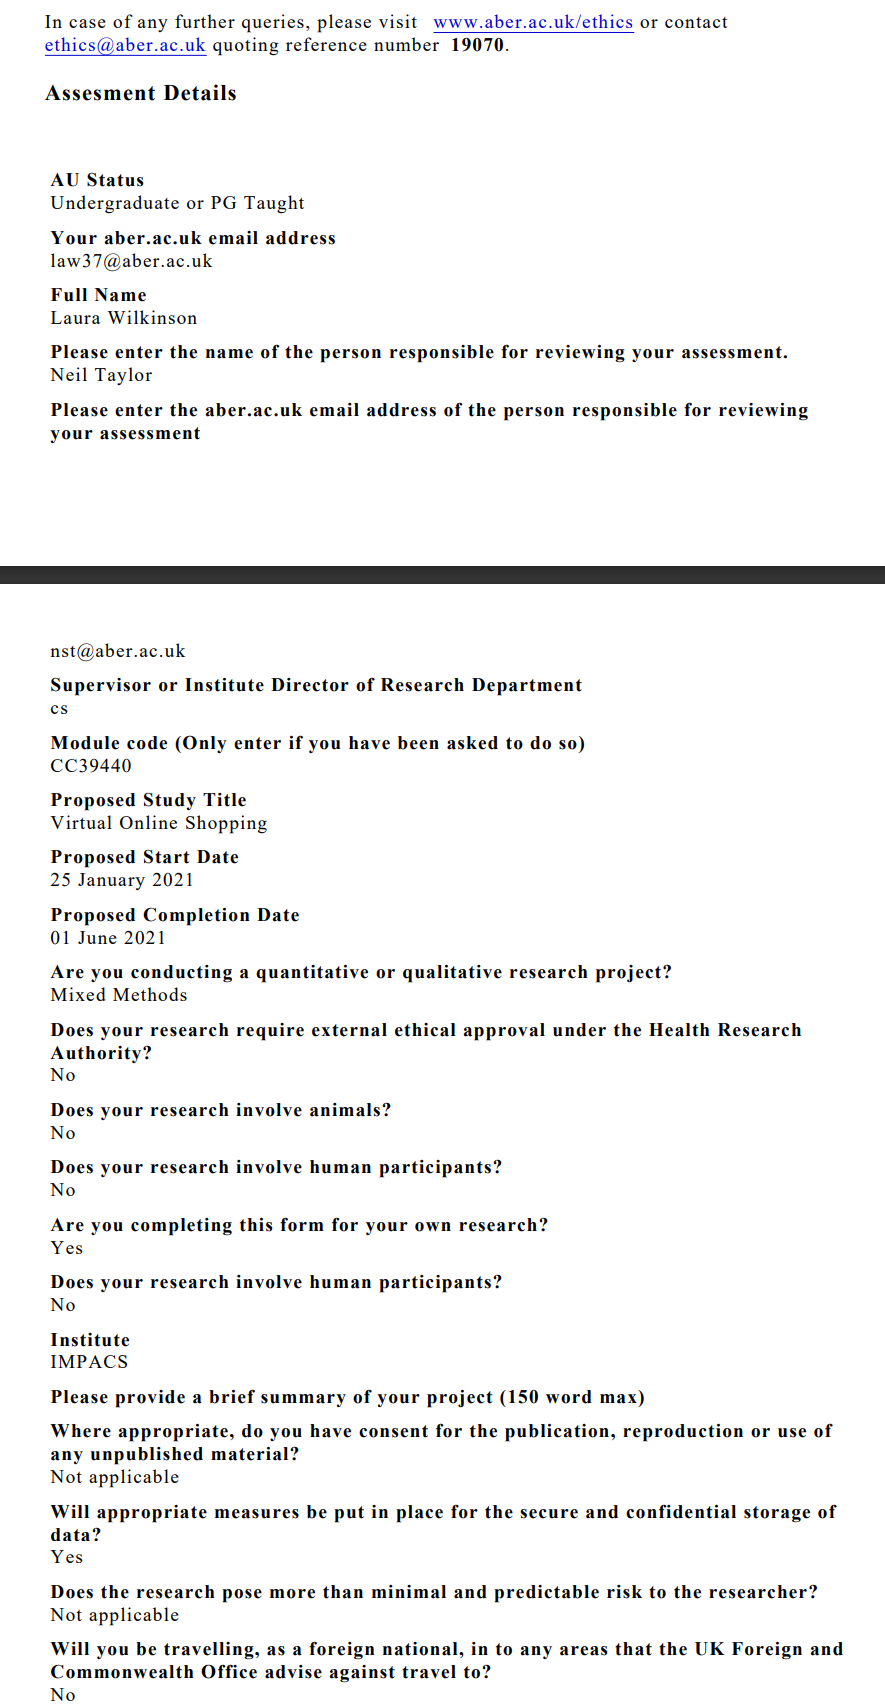 In case of any further queries, please visit www.aber.ac.uk/ethics or contact
ethics@aber.ac.uk quoting reference number 19070.
Assesment Details
AU Status
Undergraduate or PG Taught
Your aber.ac.uk email address
law37@aber.ac.uk
Full Name
Laura Wilkinson
Please enter the name of the person responsible for reviewing your assessment.
Neil Taylor
Please enter the aber.ac.uk email address of the person responsible for reviewing
your assessment
nst@aber.ac.uk
Supervisor or Institute Director of Research Department
cs
Module code (Only enter if you have been asked to do so)
CC39440
Proposed Study Title
Virtual Online Shopping
Proposed Start Date
25 January 2021
Proposed Completion Date
01 June 2021
Are you conducting a quantitative or qualitative research project?
Mixed Methods
Does your research require external ethical approval under the Health Research
Authority?
No
Does your research involve animals?
No
Does your research involve human participants?
No
Are you completing this form for your own research?
Yes
Does your research involve human participants?
No
Institute
IMPACS
Please provide a brief summary of your project (150 word max)
Where appropriate, do you have consent for the publication, reproduction or use of
any unpublished material?
Not applicable
Will appropriate measures be put in place for the secure and confidential storage of
data?
Yes
Does the research pose more than minimal and predictable risk to the researcher?
Not applicable
Will you be travelling, as a foreign national, in to any areas that the UK Foreign and
Commonwealth Office advise against travel to?
No